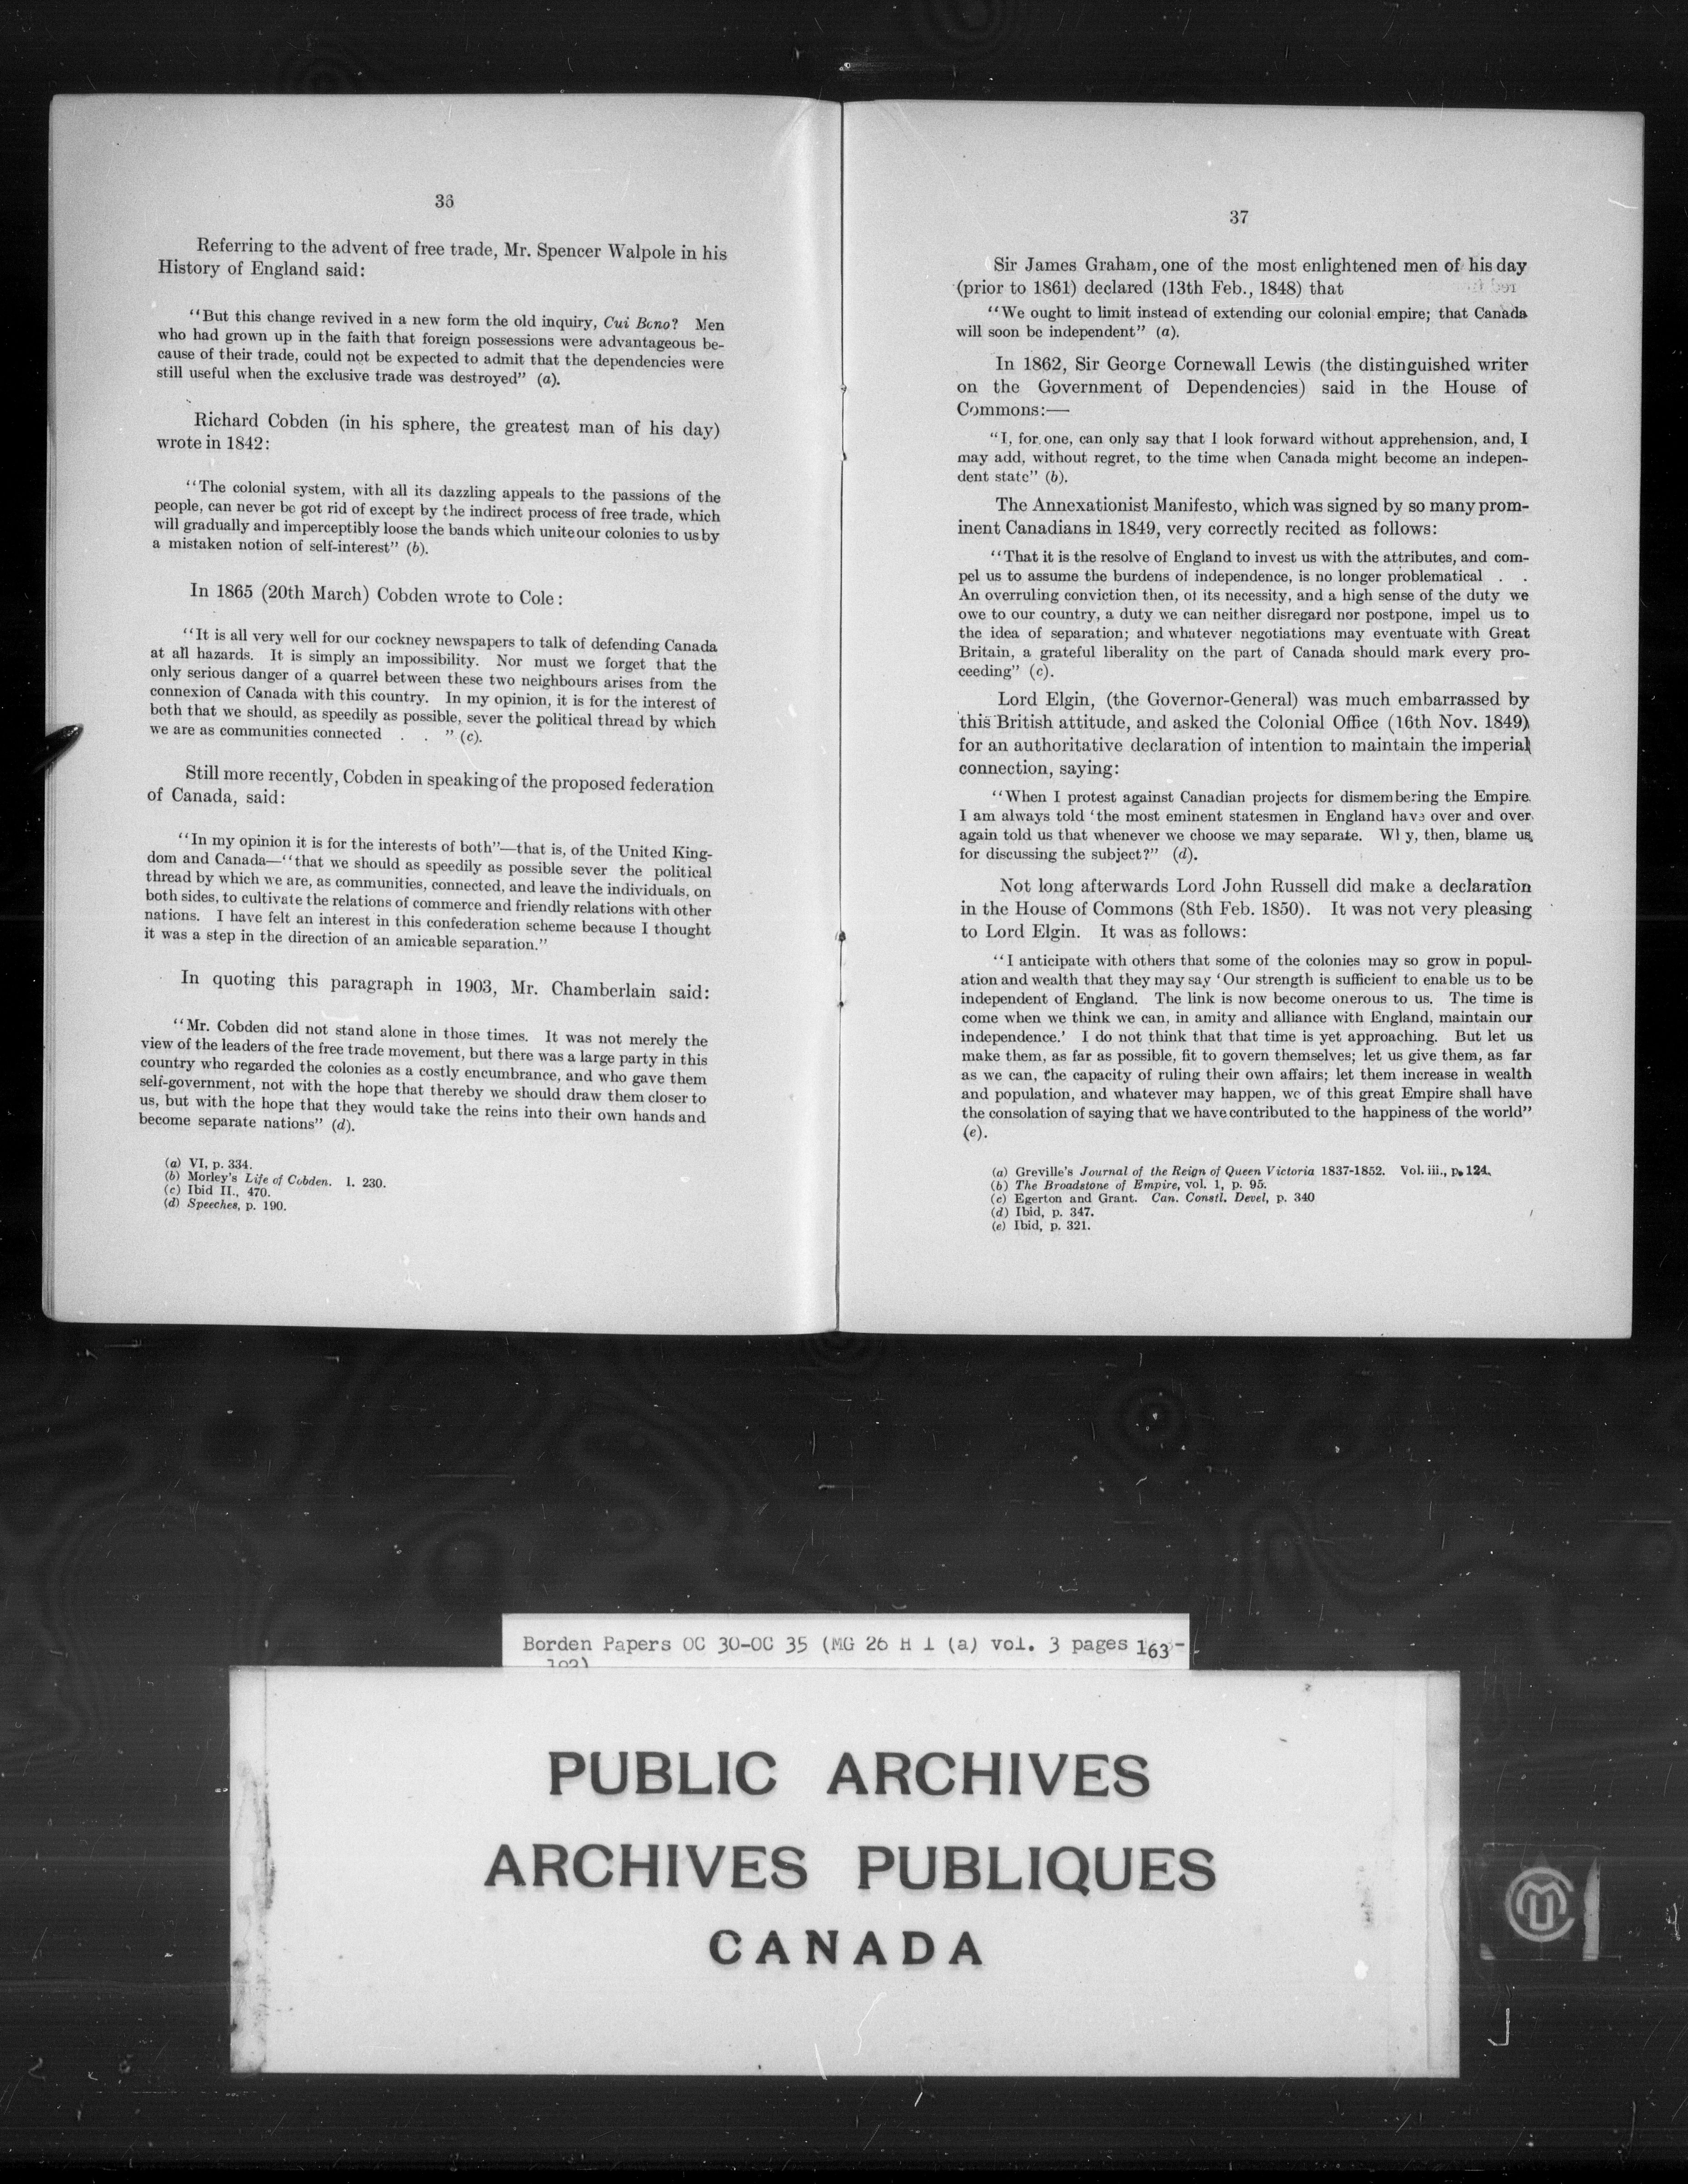 36
Referring to the advent of free trade, Mr. Spencer Walpole in his
History of England said:
"But this change revived in a new form the old inquiry, Cui Bono? Men
who had grown up in the faith that foreign possessions were advantageous be-
cause of their trade, could not be expected to admit that the dependencies were
still useful when the exclusive trade was destroyed" (a).
Richard Cobden (in his sphere, the greatest man of his day)
wrote in 1842:
"The colonial system, with all its dazzling appeals to the passions of the
people, can never be got rid of except by the indirect process of free trade, which
will gradually and imperceptibly loose the bands which unite our colonies to us by
a mistaken notion of self-interest" (b).
In 1865 (20th March) Cobden wrote to Cole:
"It is all very well for our cockney newspapers to talk of defending Canada
at all hazards. It is simply an impossibility. Nor must we forget that the
only serious danger of a quarrel between these two neighbours arises from the
connexion of Canada with this country. In my opinion, it is for the interest of
both that we should, as speedily as possible, sever the political thread by which
we are as communities connected . . " (c).
Still more recently, Cobden in speaking of the proposed federation
of Canada, said:
"In my opinion it is for the interests of both"—that is, of the United King-
dom and Canada—"that we should as speedily as possible sever the political
thread by which we are, as communities, connected, and leave the individuals, on
both sides, to cultivate the relations of commerce and friendly relations with other
nations. I have felt an interest in this confederation scheme because I thought
it was a step in the direction of an amicable separation."
In quoting this paragraph in 1903, Mr. Chamberlain said:
"Mr. Cobden did not stand alone in those times. It was not merely the
view of the leaders of the free trade movement, but there was a large party in this
country who regarded the colonies as a costly encumbrance, and who gave them
self-government, not with the hope that thereby we should draw them closer to
us, but with the hope that they would take the reins into their own hands and
become separate nations" (d).
(a) VI, p. 334.
(b) Morley's Life of Cobden. I. 230.
(c) Ibid II., 470.
(d) Speeches, p. 190.
37
Sir James Graham, one of the most enlightened men of his day
(prior to 1861) declared (13th Feb., 1848) that
"We ought to limit instead of extending our colonial empire; that Canada
will soon be independent" (a).
In 1862, Sir George Cornewall Lewis (the distinguished writer
on the Government of Dependencies) said in the House of
Commons:—
"I, for one, can only say that I look forward without apprehension, and, I
may add, without regret, to the time when Canada might become an indepen-
dent state" (b).
The Annexationist Manifesto, which was signed by so many prom-
inent Canadians in 1849, very correctly recited as follows:
"That it is the resolve of England to invest us with the attributes, and com-
pel us to assume the burdens of independence, is no longer problematical . .
An overruling conviction then, of its necessity, and a high sense of the duty we
owe to our country, a duty we can neither disregard nor postpone, impel us to
the idea of separation; and whatever negotiations may eventuate with Great
Britain, a grateful liberality on the part of Canada should mark every pro-
ceeding" (c).
Lord Elgin, (the Governor-General) was much embarrassed by
this British attitude, and asked the Colonial Office (16th Nov. 1849)
for an authoritative declaration of intention to maintain the imperial
connection, saying:
"When I protest against Canadian projects for dismembering the Empire.
I am always told 'the most eminent statesmen in England have over and over
again told us that whenever we choose we may separate. Why, then, blame us,
for discussing the subject?" (d).
Not long afterwards Lord John Russell did make a declaration
in the House of Commons (8th Feb. 1850). It was not very pleasing
to Lord Elgin. It was as follows:
"I anticipate with others that some of the colonies may so grow in popul-
ation and wealth that they may say 'Our strength is sufficient to enable us to be
independent of England. The link is now become onerous to us. The time is
come when we think we can, in amity and alliance with England, maintain our
independence.' I do not think that that time is yet approaching. But let us
make them, as far as possible, fit to govern themselves; let us give them, as far
as we can, the capacity of ruling their own affairs; let them increase in wealth
and population, and whatever may happen, we of this great Empire shall have
the consolation of saying that we have contributed to the happiness of the world"
(e).
(a) Greville's Journal of the Reign of Queen Victoria 1837-1852. Vol. iii., p. 124.
(b) The Broadstone of Empire, vol. 1, p. 95.
(c) Egerton and Grant. Can. Constl. Devel, p. 340
(d) Ibid, p. 347.
(e) Ibid, p. 321.
Borden Papers OC 30-OC 35 (MG 26 H 1 (a) vol. 3 pages 163-
PUBLIC ARCHIVES
ARCHIVES PUBLIQUES
CANADA